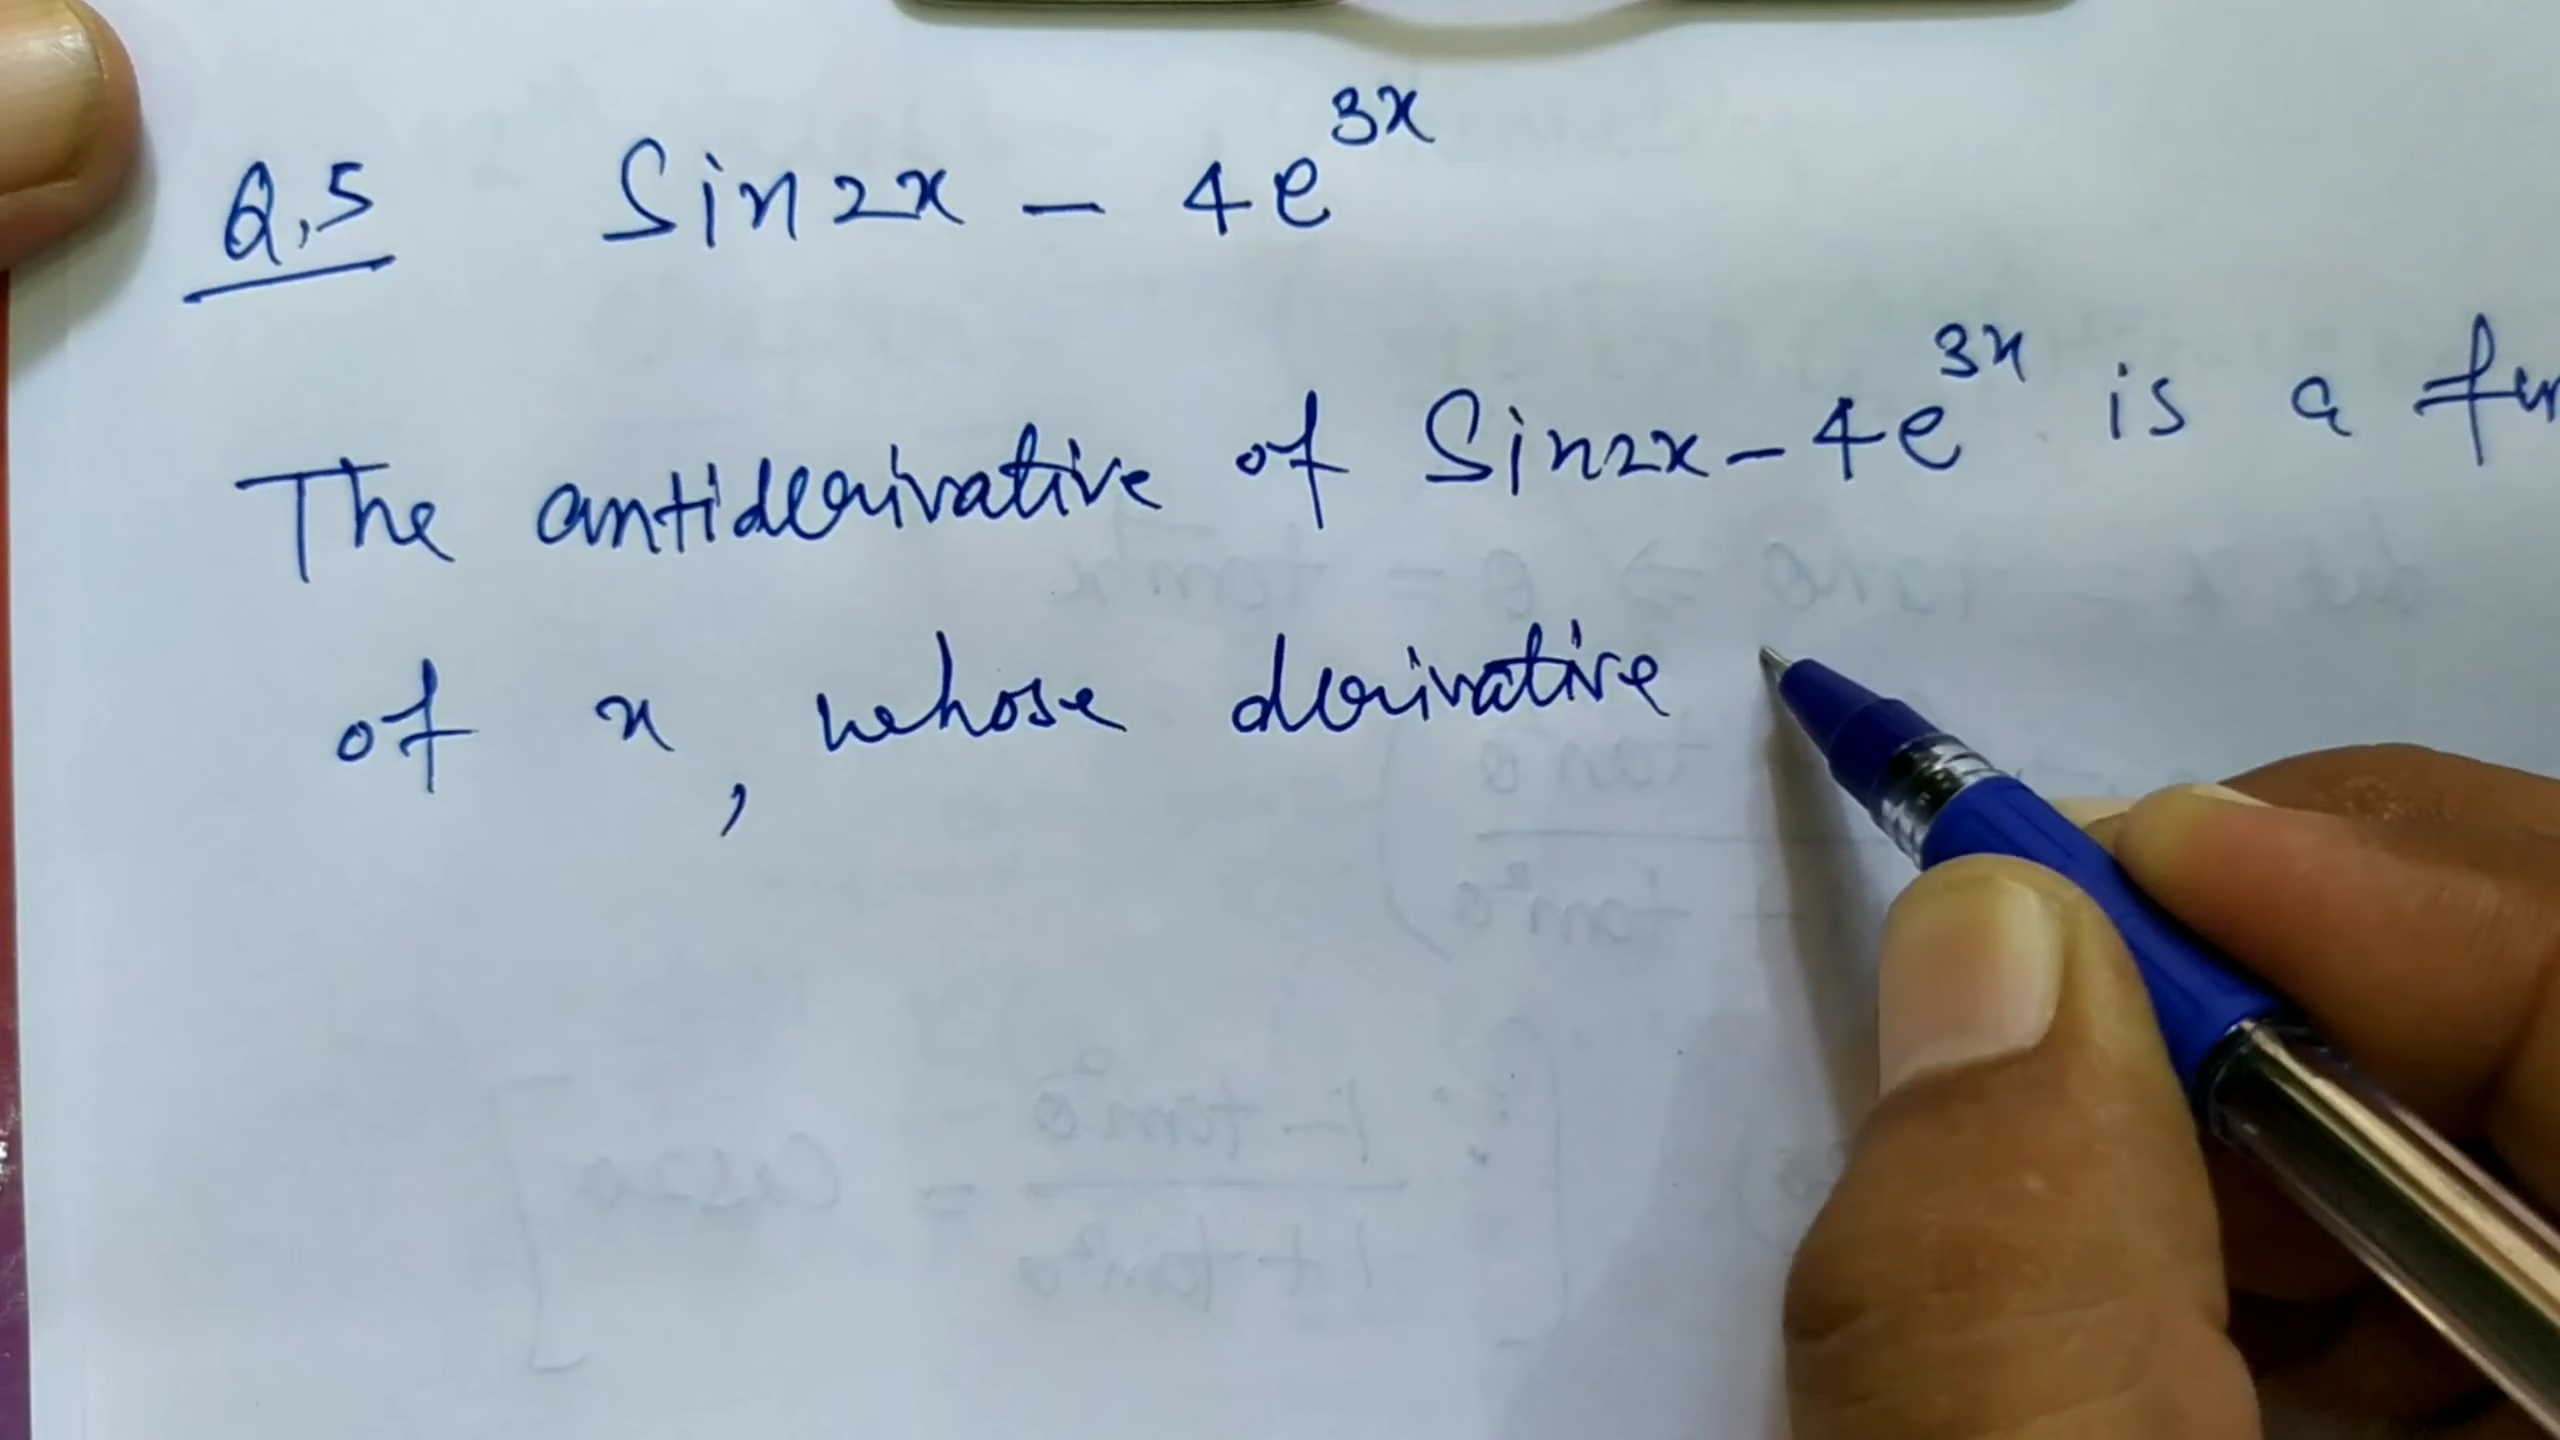 Q.5 Sin2x - 4e^3x
The antiderivative of Sin2x - 4e^3x is a
of x, whose derivative